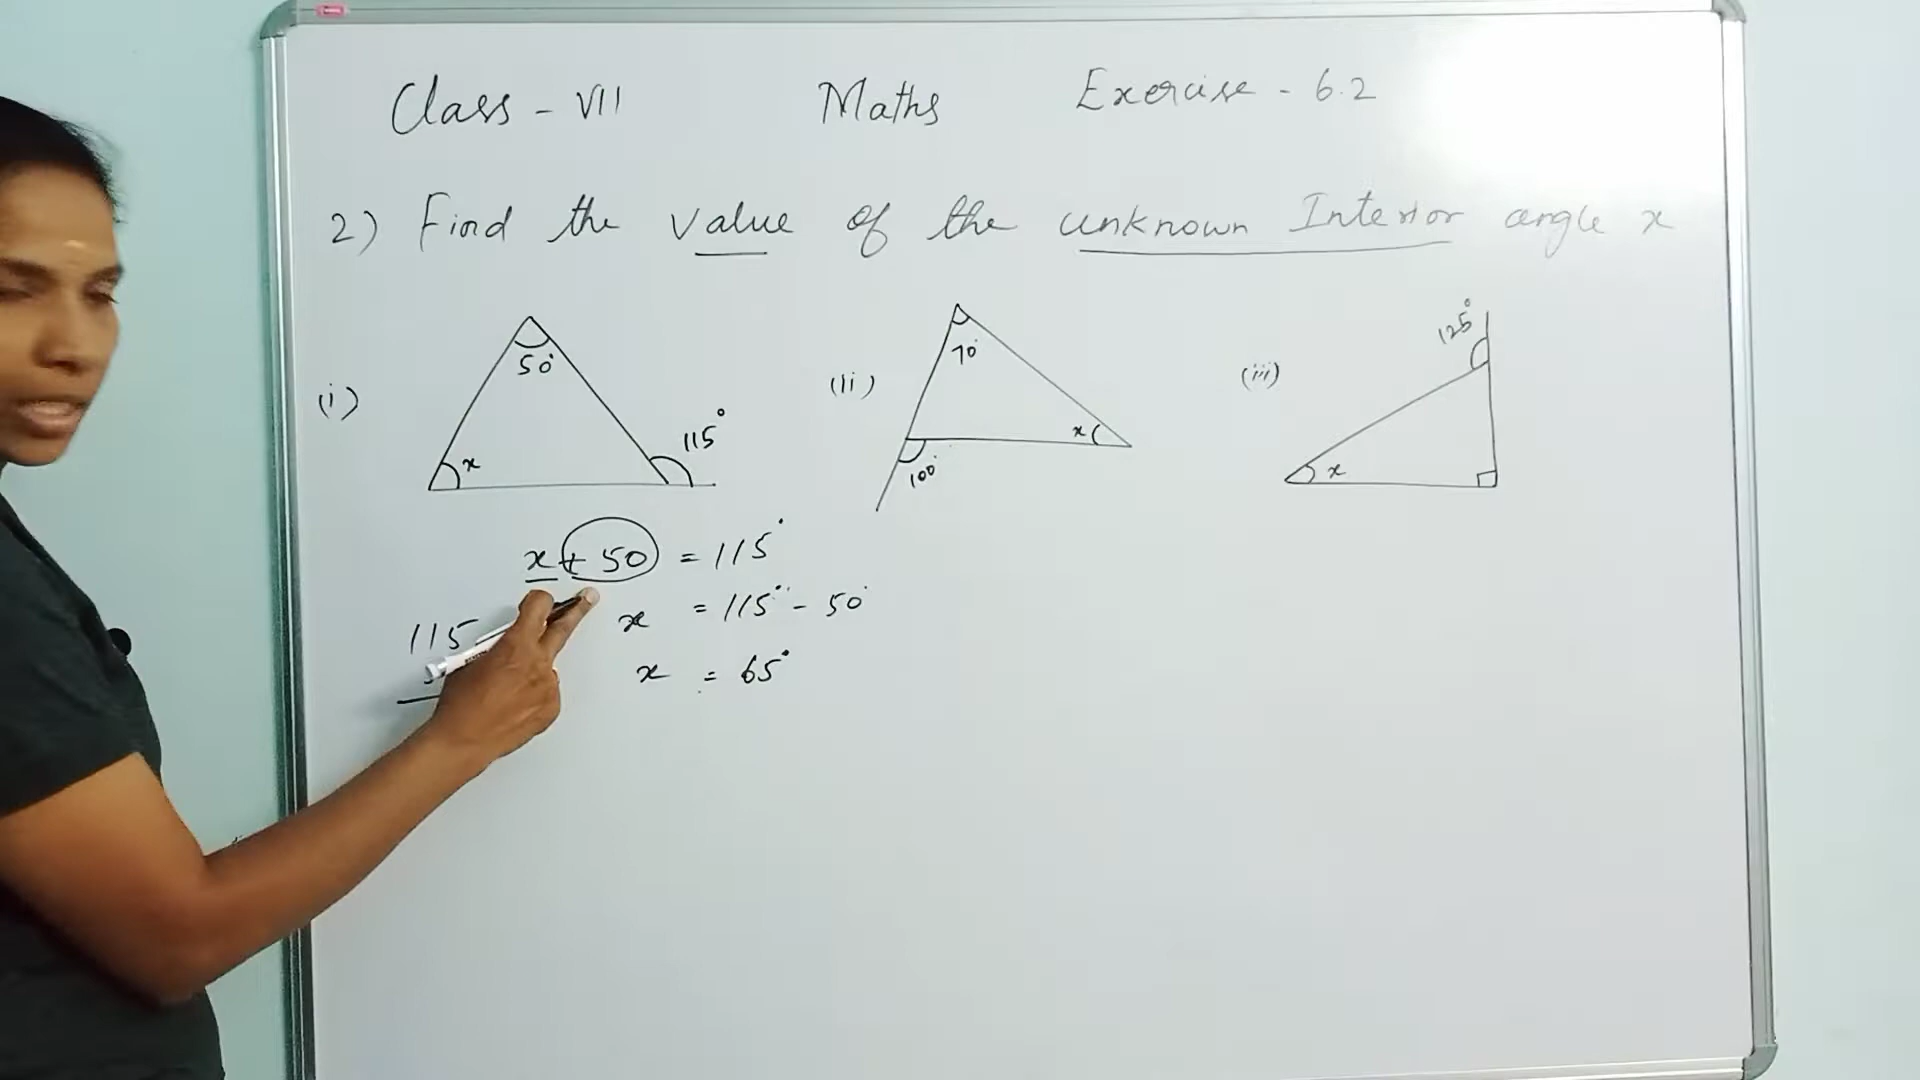 Class - VII Maths Exercise - 6.2
2) Find the value of the unknown Interior angle x
(i) 50° x 115°
(ii) 70° x 100°
(iii) 125° x
x + 50 = 115°
x = 115° - 50°
x = 65°
115